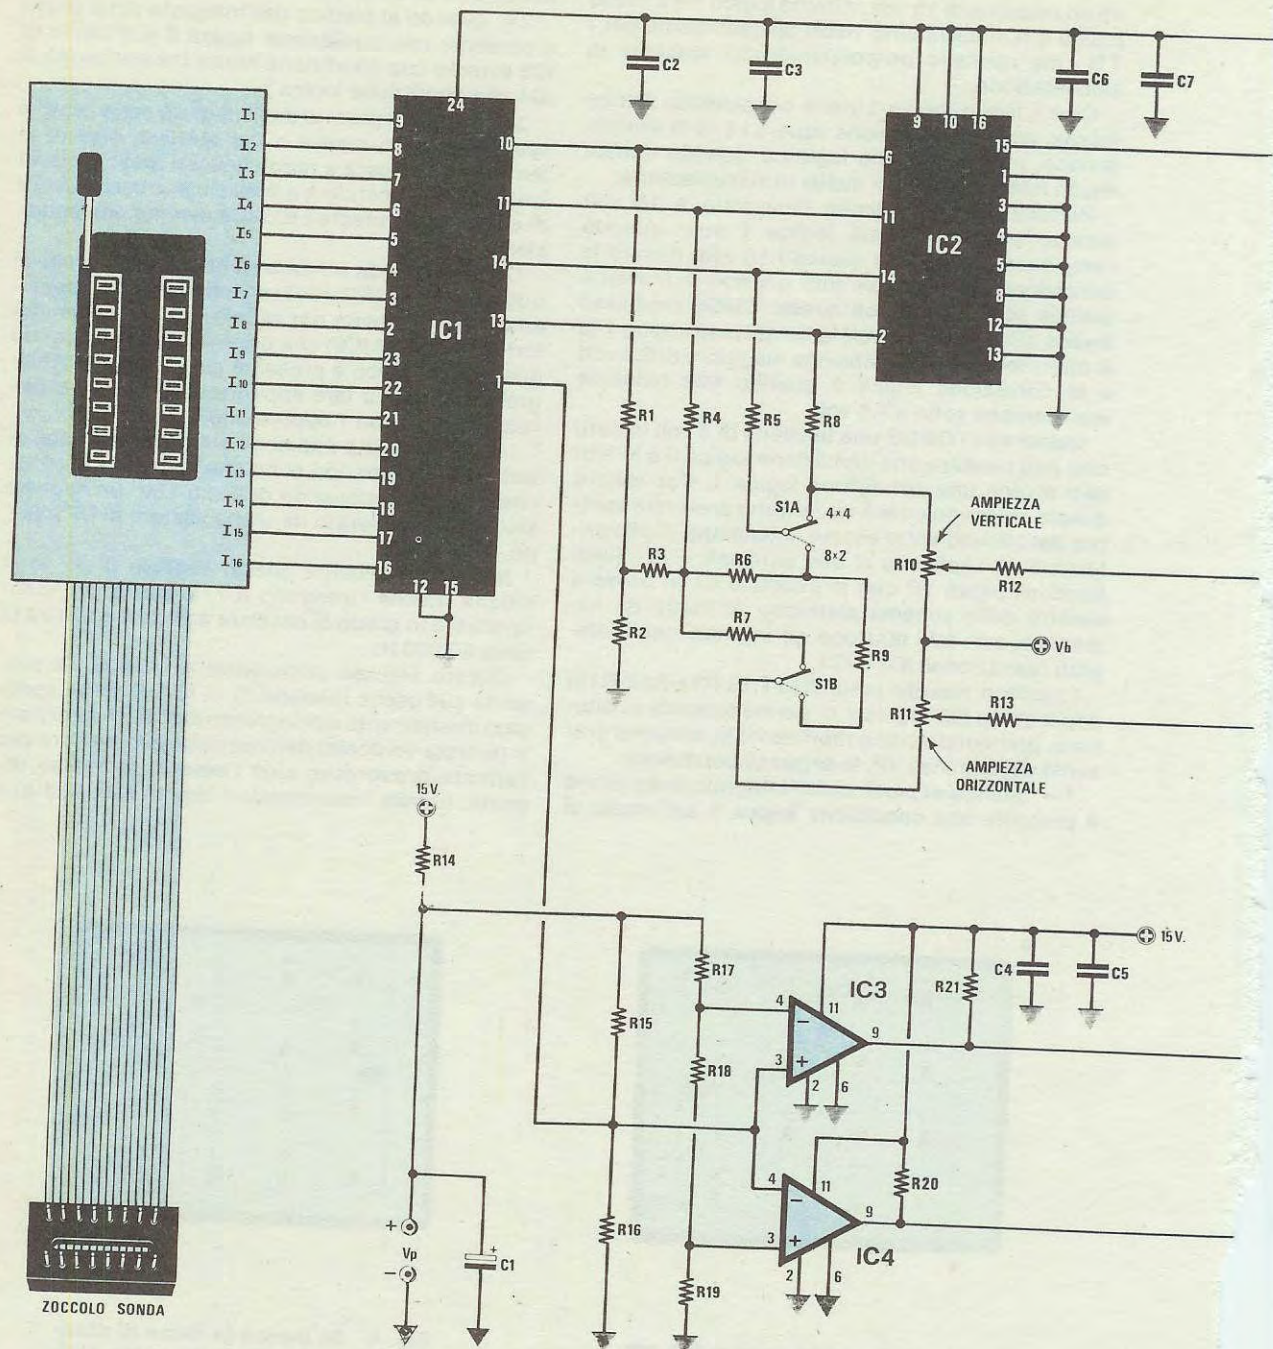 C2
C3
C6
C7
24
9
10
16
I1
I2
I3
I4
I5
I6
I7
I8
I9
I10
I11
I12
I13
I14
I15
I16
9
8
7
6
5
4
3
2
23
22
21
20
19
18
17
16
IC1
10
11
14
13
1
12
15
6
11
14
2
IC2
15
1
3
4
5
8
12
13
R1
R4
R5
R8
S1A
4×4
8×2
AMPIEZZA
VERTICALE
R10
R12
R3
R6
R2
R7
R9
Vb
S1B
R11
R13
AMPIEZZA
ORIZZONTALE
15 V.
R14
R17
15 V.
IC3
R21
C4
C5
R15
4
11
−
9
R18
3
+
2
6
4
11
−
R20
9
R16
3
+
2
6
IC4
R19
+
Vp
−
+
C1
ZOCCOLO SONDA